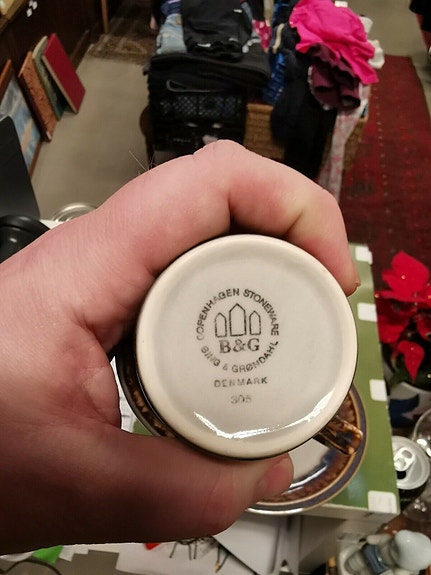 COPENHAGEN STONEWARE
B&G
BING & GRØNDAHL
DENMARK
305